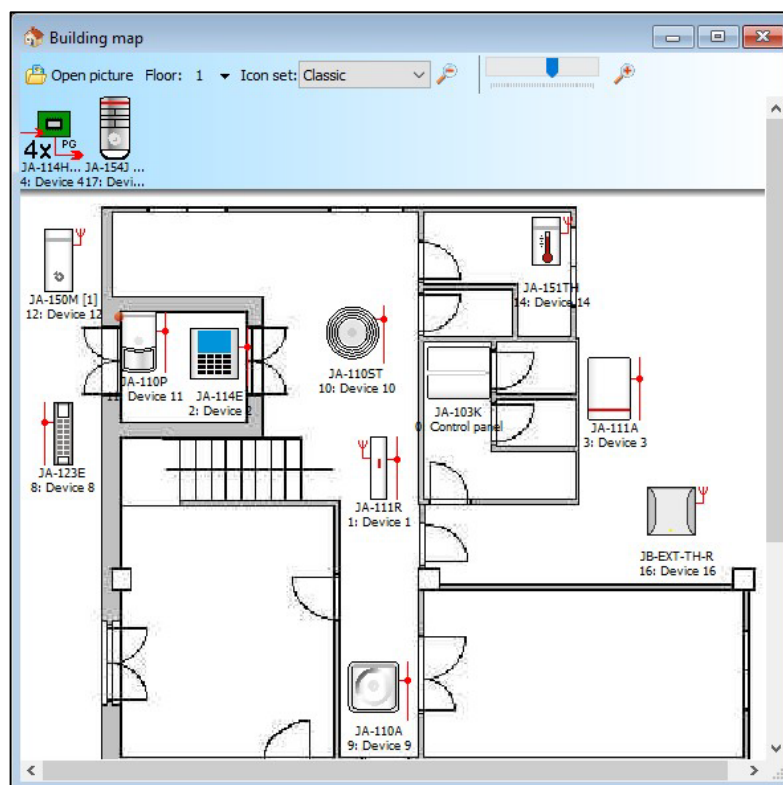 Building map
Open picture Floor: 1 Icon set: Classic
4x PG
JA-114H... JA-154J ...
4: Device 4 17: Devi...
JA-150M [1]
12: Device 12
JA-151TH
14: Device 14
JA-110P
Device 11
JA-114E
2: Device 2
JA-110ST
10: Device 10
JA-103K
0 Control panel
JA-111A
3: Device 3
JA-123E
8: Device 8
JA-111R
1: Device 1
JB-EXT-TH-R
16: Device 16
JA-110A
9: Device 9